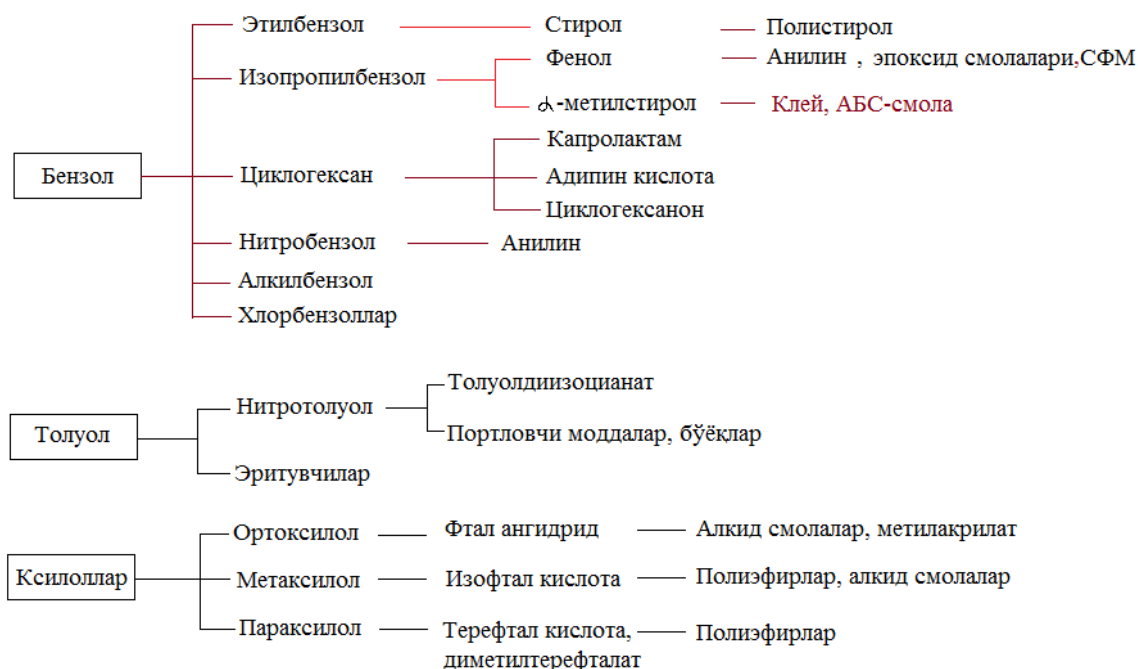 Этилбензол Стирол Полистирол
Изопропилбензол Фенол Анилин , эпоксид смолалари,СФМ
α-метилстирол Клей, АБС-смола
Капролактам
Бензол Циклогексан Адипин кислота
Циклогексанон
Нитробензол Анилин
Алкилбензол
Хлорбензоллар
Толуолдиизоцианат
Нитротолуол
Толуол Портловчи моддалар, бўёқлар
Эритувчилар
Ортоксилол Фтал ангидрид Алкид смолалар, метилакрилат
Ксилоллар Метаксилол Изофтал кислота Полиэфирлар, алкид смолалар
Параксилол Терефтал кислота, Полиэфирлар
диметилтерефталат